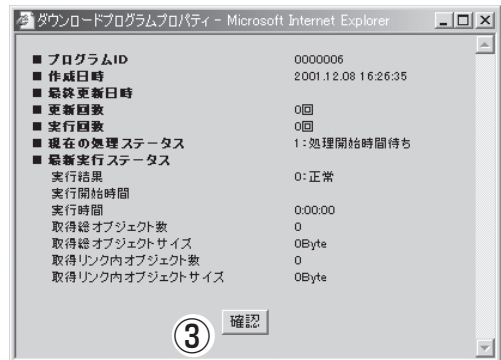 ダウンロードプログラムプロパティ - Microsoft Internet Explorer
■ プログラムID 0000006
■ 作成日時 2001.12.08 16:26:35
■ 最終更新日時
■ 更新回数 0回
■ 実行回数 0回
■ 現在の処理ステータス 1:処理開始時間待ち
■ 最新実行ステータス
実行結果 0:正常
実行開始時間
実行時間 0:00:00
取得総オブジェクト数 0
取得総オブジェクトサイズ 0Byte
取得リンク内オブジェクト数 0
取得リンク内オブジェクトサイズ 0Byte
③ 確認